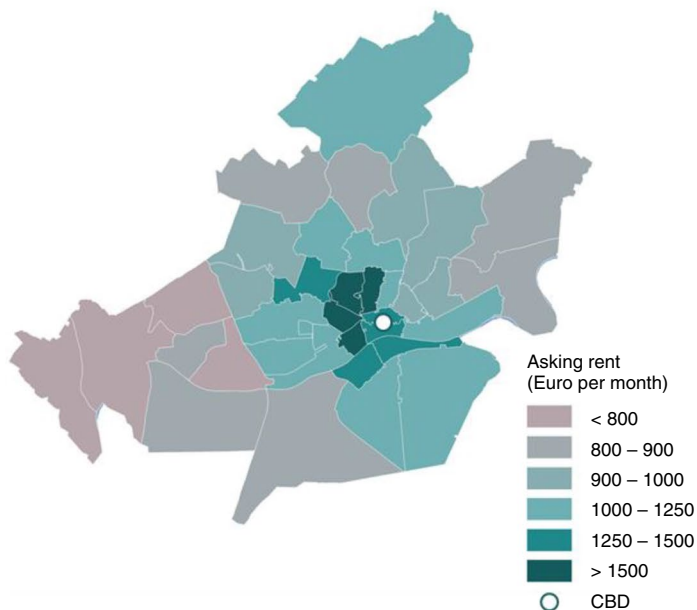 Asking rent
(Euro per month)
< 800
800 – 900
900 – 1000
1000 – 1250
1250 – 1500
> 1500
CBD